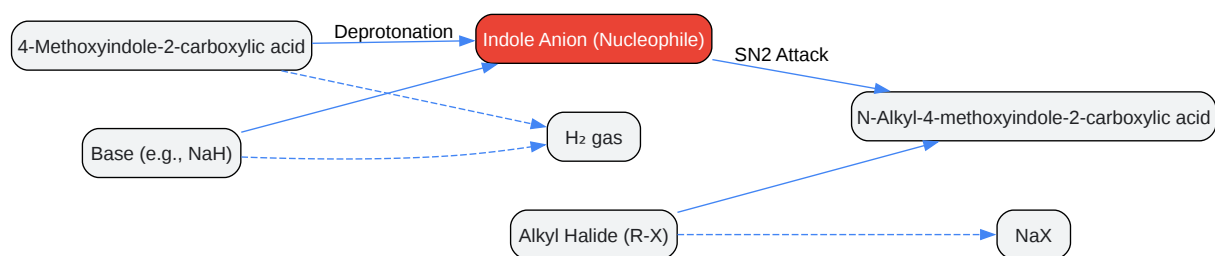 4-Methoxyindole-2-carboxylic acid
Deprotonation
Indole Anion (Nucleophile)
SN2 Attack
N-Alkyl-4-methoxyindole-2-carboxylic acid
Base (e.g., NaH)
H₂ gas
Alkyl Halide (R-X)
NaX